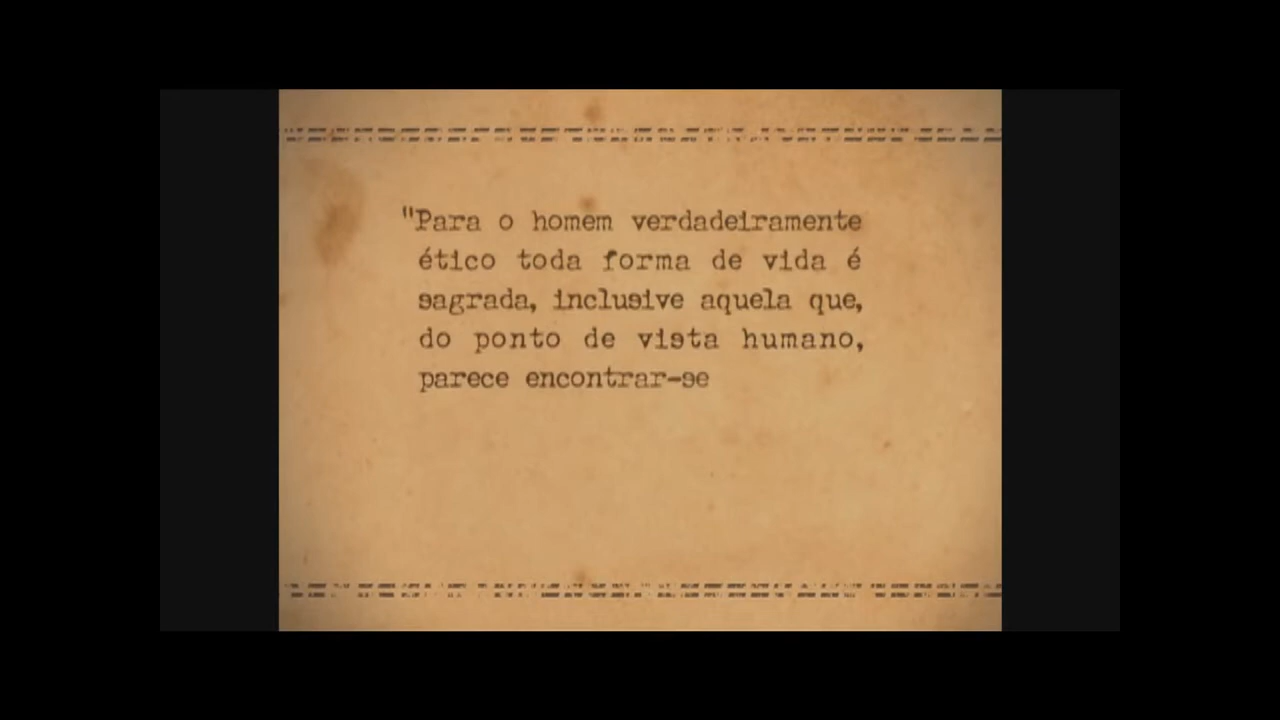 "Para o homem verdadeiramente
ético toda forma de vida é
sagrada, inclusive aquela que,
do ponto de vista humano,
parece encontrar-se